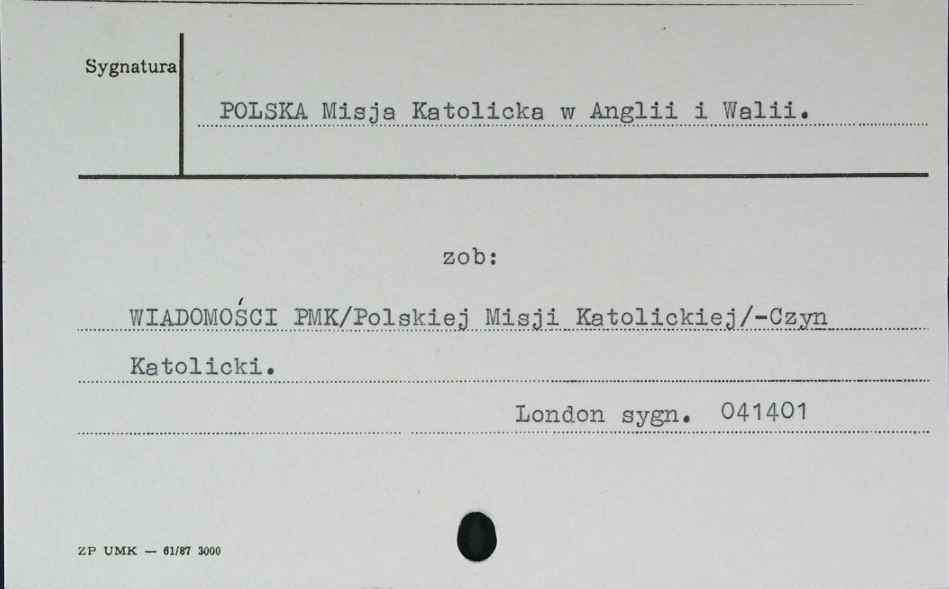 Sygnatura
POLSKA Misja Katolicka w Anglii i Walii.
zob:
WIADOMOŚCI PMK/Polskiej Misji Katolickiej/-Czyn
Katolicki.
London sygn. 041401
ZP UMK — 61/87 3000